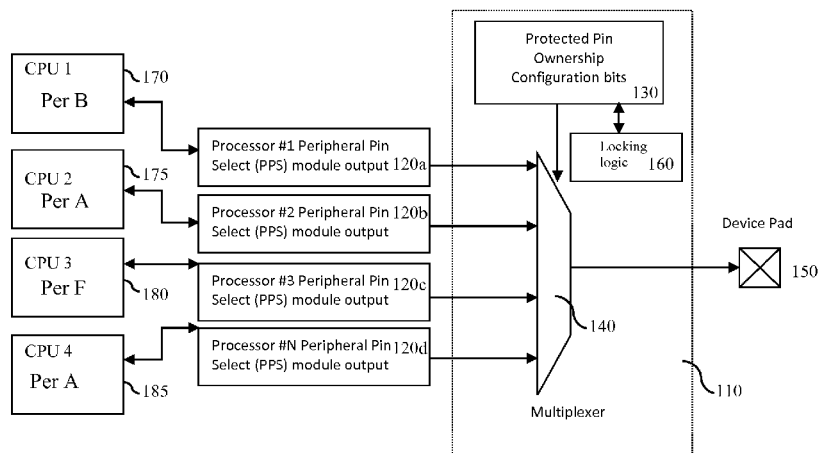 CPU 1
170
Per B
CPU 2
175
Per A
CPU 3
Per F
180
CPU 4
Per A
185
Processor #1 Peripheral Pin
Select (PPS) module output 120a
Processor #2 Peripheral Pin 120b
Select (PPS) module output
Processor #3 Peripheral Pin 120c
Select (PPS) module output
Processor #N Peripheral Pin 120d
Select (PPS) module output
Protected Pin
Ownership
Configuration bits
130
Locking
logic 160
140
Multiplexer
Device Pad
150
110